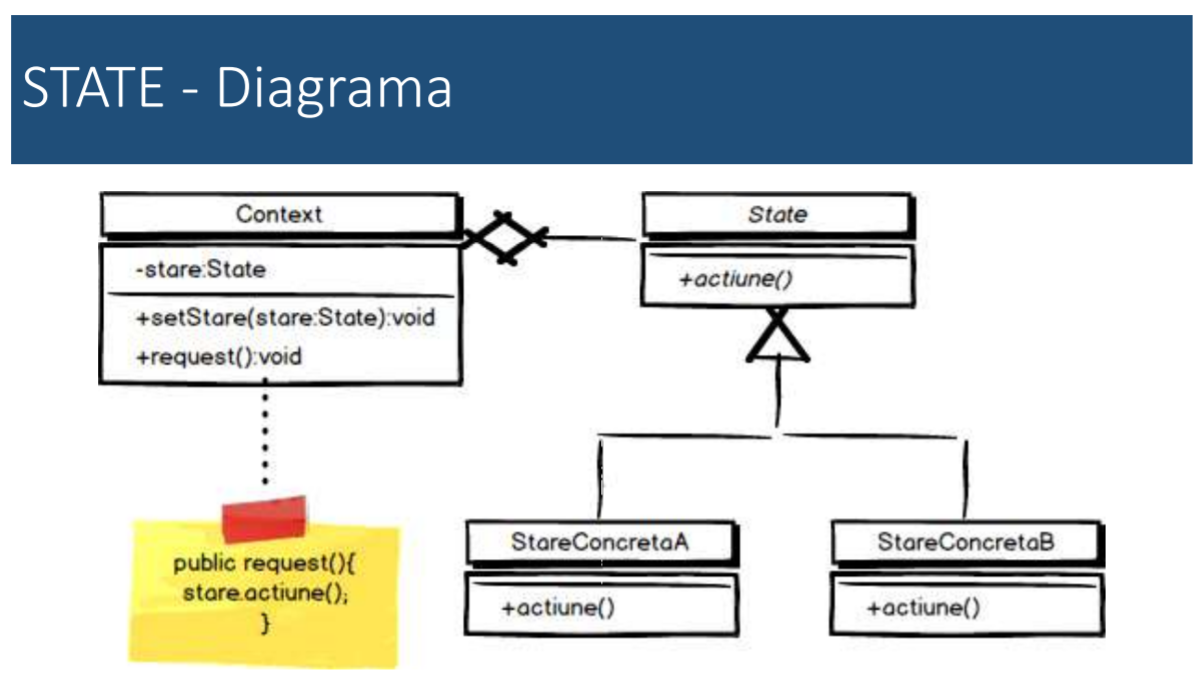 STATE - Diagrama
Context
-stare:State
+setStare(stare:State):void
+request():void
State
+actiune()
public request(){
stare.actiune();
}
StareConcretaA
+actiune()
StareConcretaB
+actiune()